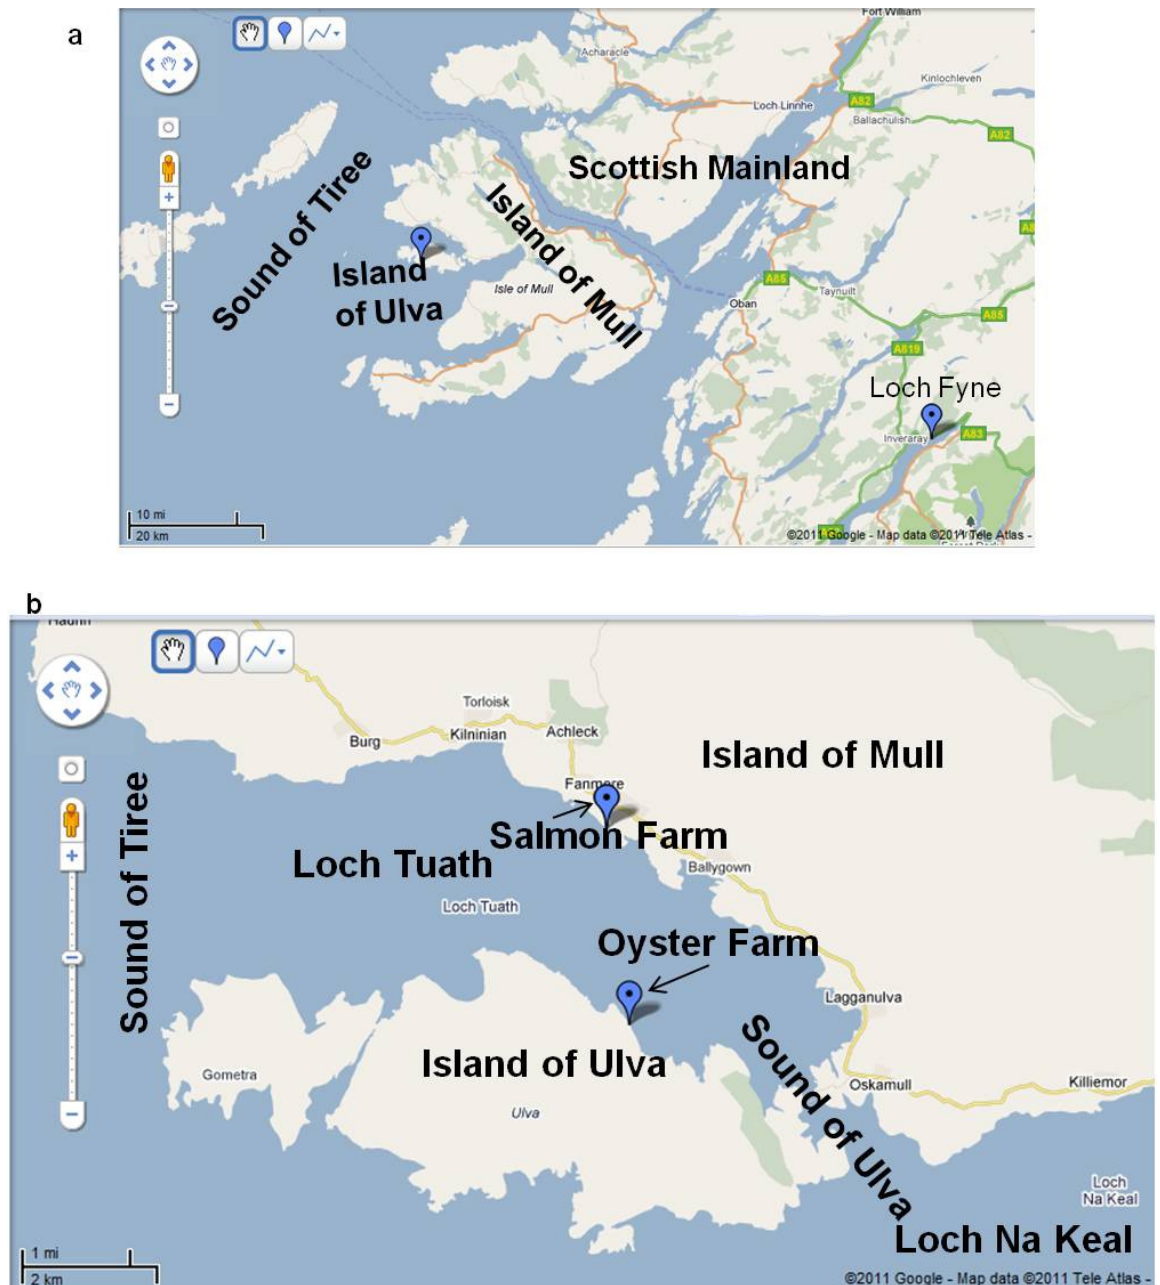 a
Fort William
Acharacle
Kinlochleven
Loch Linnhe
A82
Ballachulish
A82
Scottish Mainland
Sound of Tiree
Island of Mull
Island
of Ulva
Isle of Mull
Oban
A85
Taynuilt
A85
A819
Loch Fyne
Inveraray
A83
10 mi
20 km
©2011 Google - Map data ©2011 Tele Atlas -
b
Haunn
Torloisk
Burg
Kilninian
Achleck
Island of Mull
Fanmore
Sound of Tiree
Salmon Farm
Loch Tuath
Ballygown
Loch Tuath
Oyster Farm
Lagganulva
Sound of Ulva
Island of Ulva
Gometra
Oskamull
Killiemor
Ulva
Loch
Na Keal
Loch Na Keal
1 mi
2 km
©2011 Google - Map data ©2011 Tele Atlas -